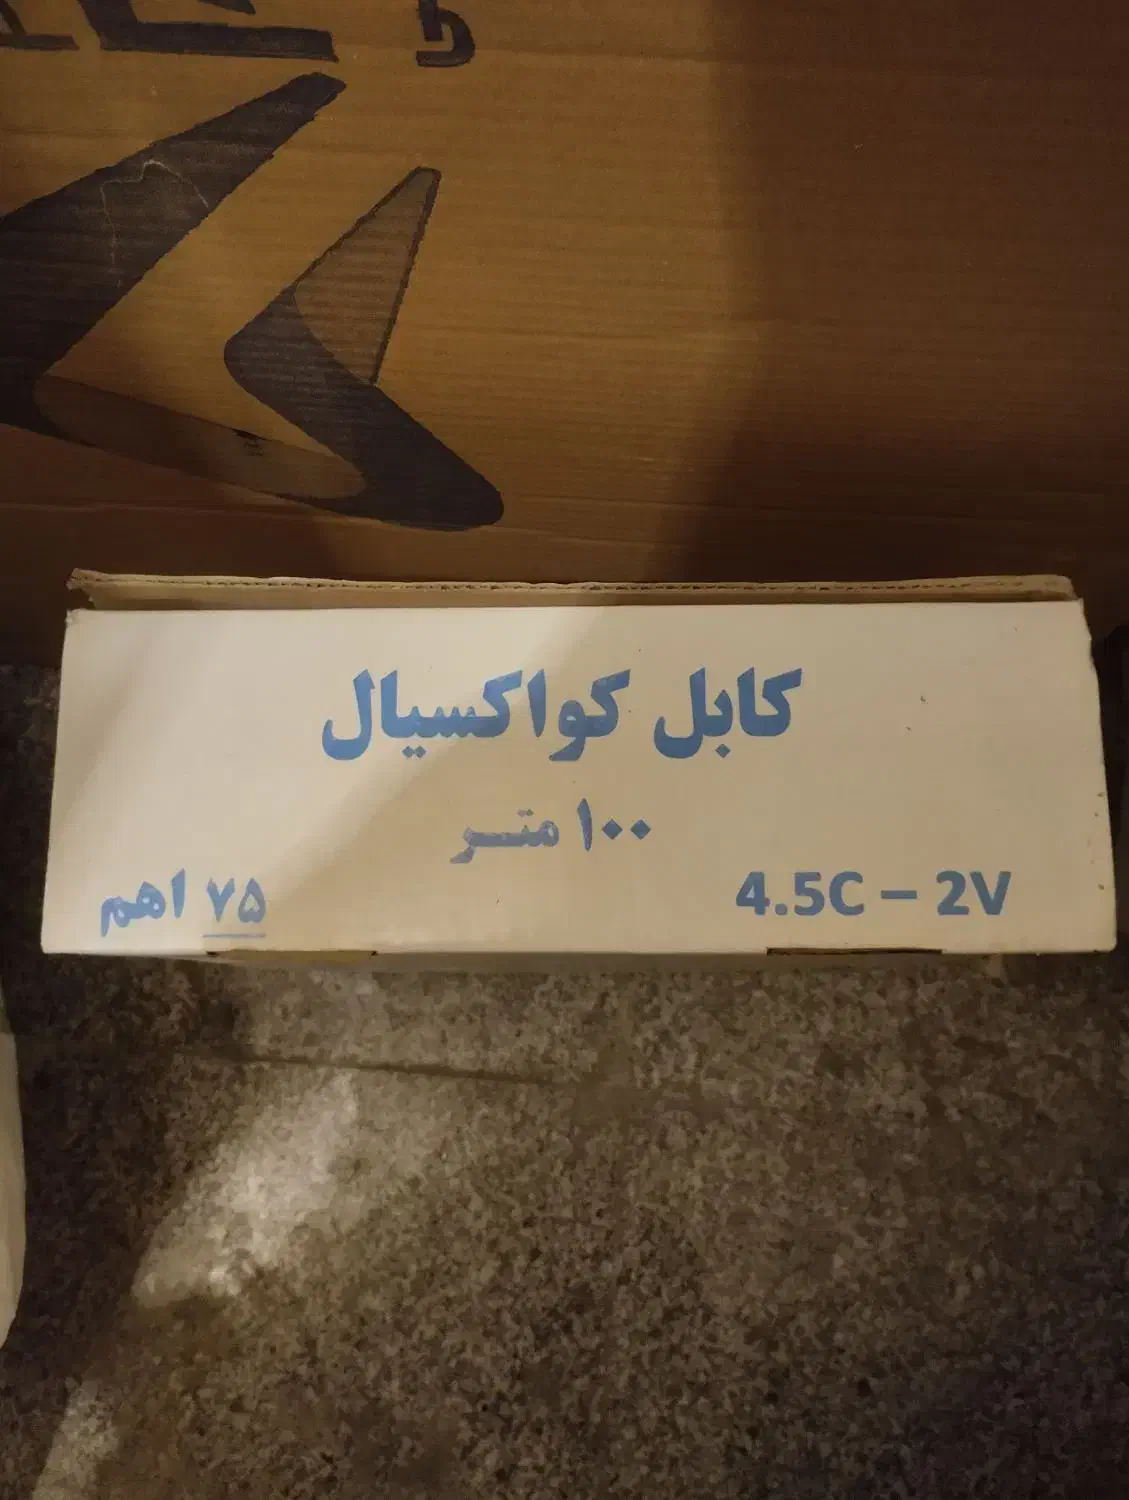 کابل کواکسیال
۱۰۰ متر
4.5C – 2V
۷۵ اهم